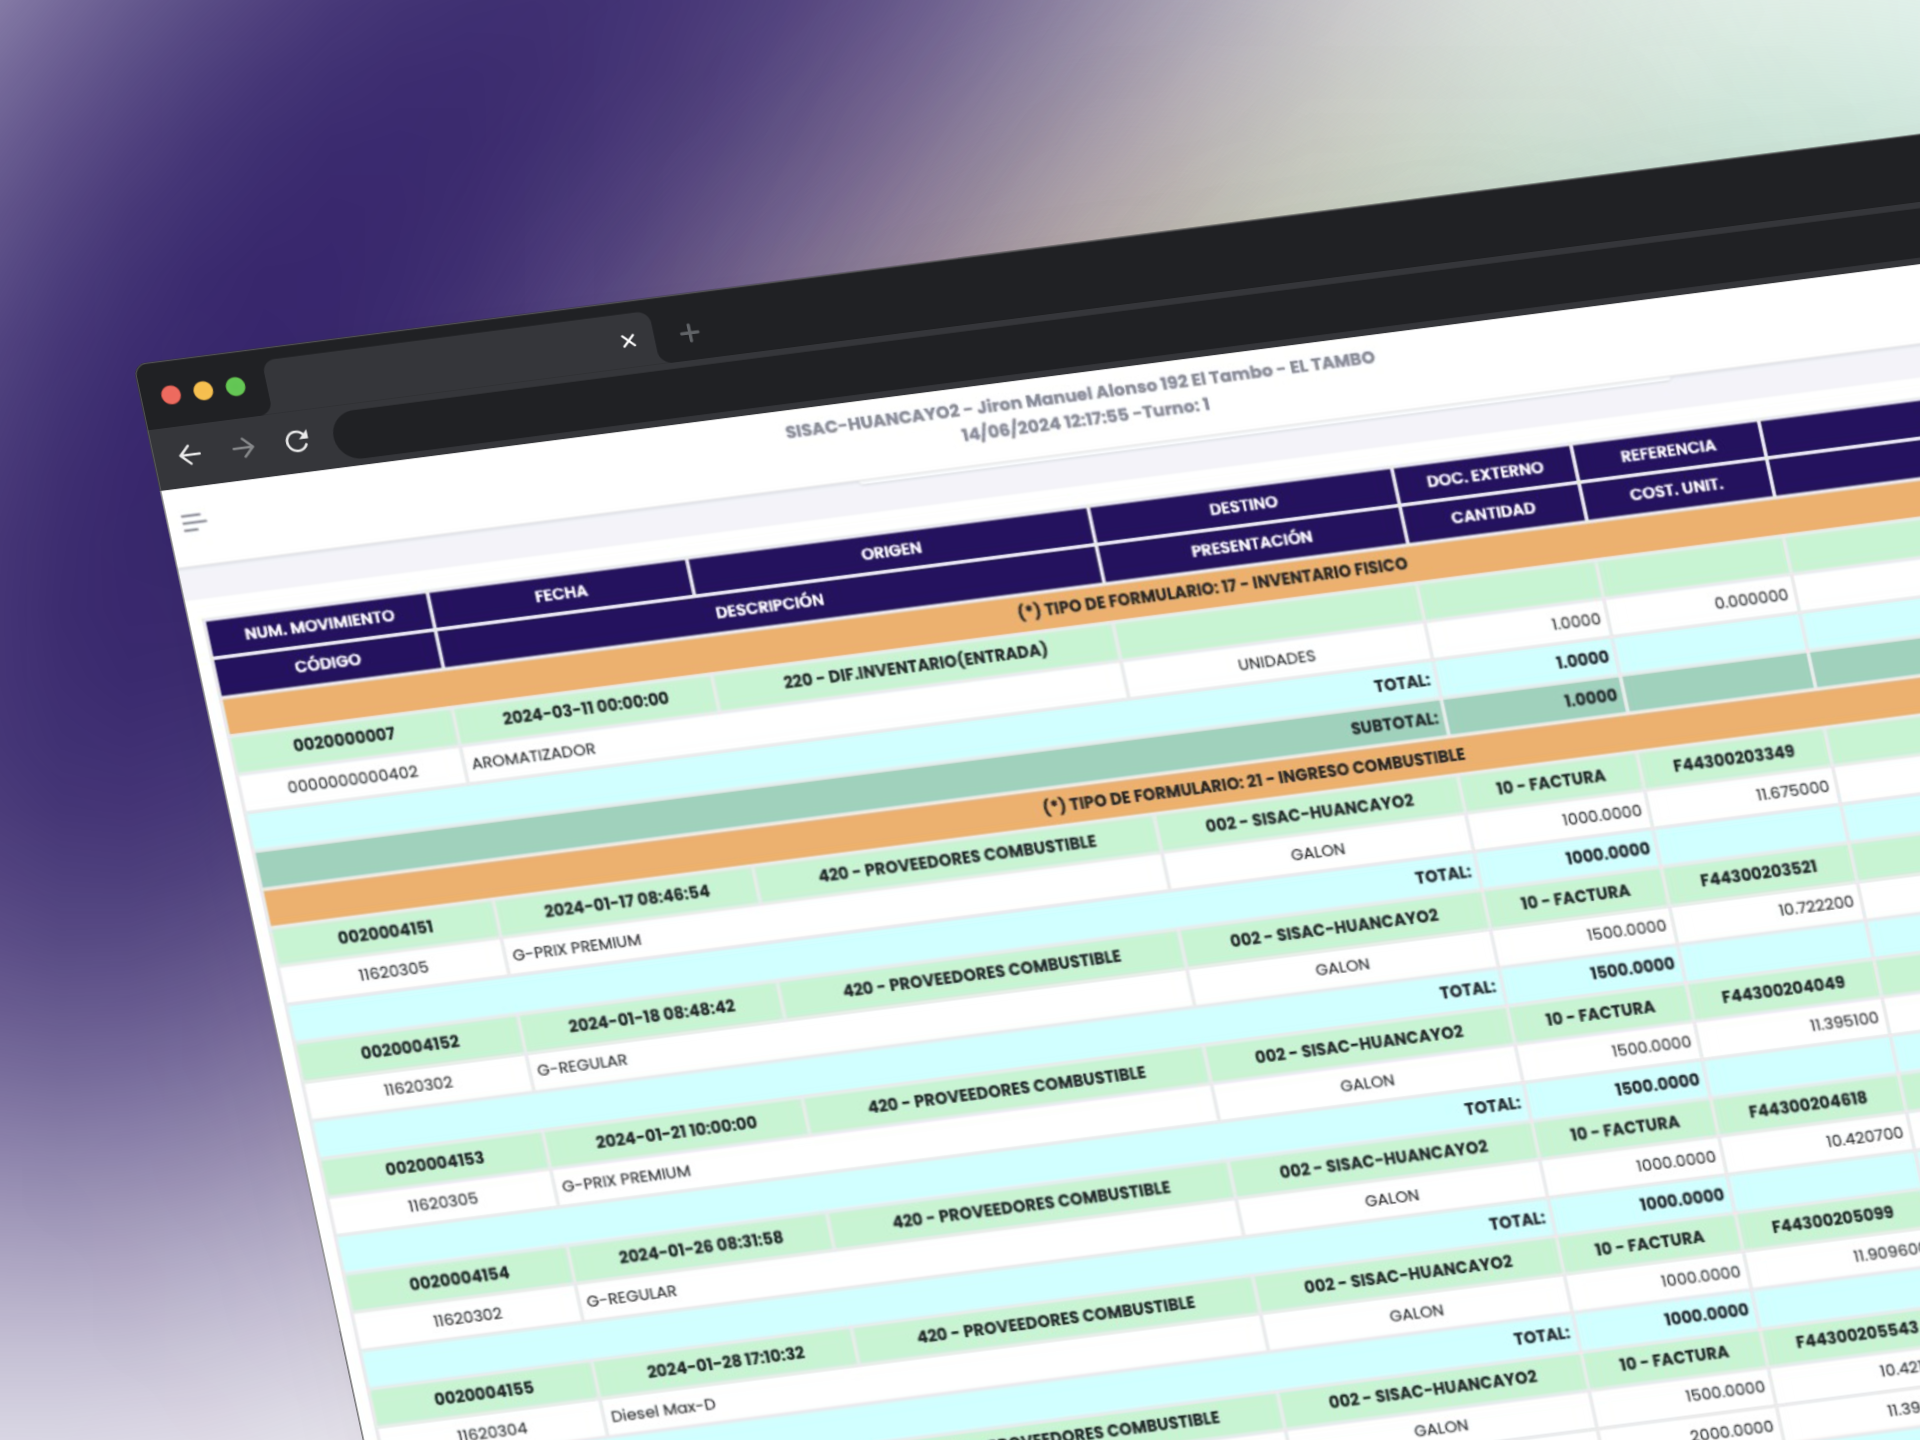 SISAC-HUANCAYO2 - Jiron Manuel Alonso 192 El Tambo - EL TAMBO
14/06/2024 12:17:55 -Turno: 1
NUM. MOVIMIENTO FECHA ORIGEN DESTINO DOC. EXTERNO REFERENCIA
CÓDIGO DESCRIPCIÓN PRESENTACIÓN CANTIDAD COST. UNIT.
(*) TIPO DE FORMULARIO: 17 - INVENTARIO FISICO
0020000007 2024-03-11 00:00:00 220 - DIF.INVENTARIO(ENTRADA)
0000000000402 AROMATIZADOR UNIDADES 1.0000 0.000000
TOTAL: 1.0000
SUBTOTAL: 1.0000
(*) TIPO DE FORMULARIO: 21 - INGRESO COMBUSTIBLE
0020004151 2024-01-17 08:46:54 420 - PROVEEDORES COMBUSTIBLE 002 - SISAC-HUANCAYO2 10 - FACTURA F44300203349
11620305 G-PRIX PREMIUM GALON 1000.0000 11.675000
TOTAL: 1000.0000
0020004152 2024-01-18 08:48:42 420 - PROVEEDORES COMBUSTIBLE 002 - SISAC-HUANCAYO2 10 - FACTURA F44300203521
11620302 G-REGULAR GALON 1500.0000 10.722200
TOTAL: 1500.0000
0020004153 2024-01-21 10:00:00 420 - PROVEEDORES COMBUSTIBLE 002 - SISAC-HUANCAYO2 10 - FACTURA F44300204049
11620305 G-PRIX PREMIUM GALON 1500.0000 11.395100
TOTAL: 1500.0000
0020004154 2024-01-26 08:31:58 420 - PROVEEDORES COMBUSTIBLE 002 - SISAC-HUANCAYO2 10 - FACTURA F44300204618
11620302 G-REGULAR GALON 1000.0000 10.420700
TOTAL: 1000.0000
0020004155 2024-01-28 17:10:32 420 - PROVEEDORES COMBUSTIBLE 002 - SISAC-HUANCAYO2 10 - FACTURA F44300205099
11620304 Diesel Max-D GALON 1000.0000 11.90960
TOTAL: 1000.0000
COMBUSTIBLE 002 - SISAC-HUANCAYO2 10 - FACTURA F44300205543
GALON 1500.0000 10.42
2000.0000 11.39